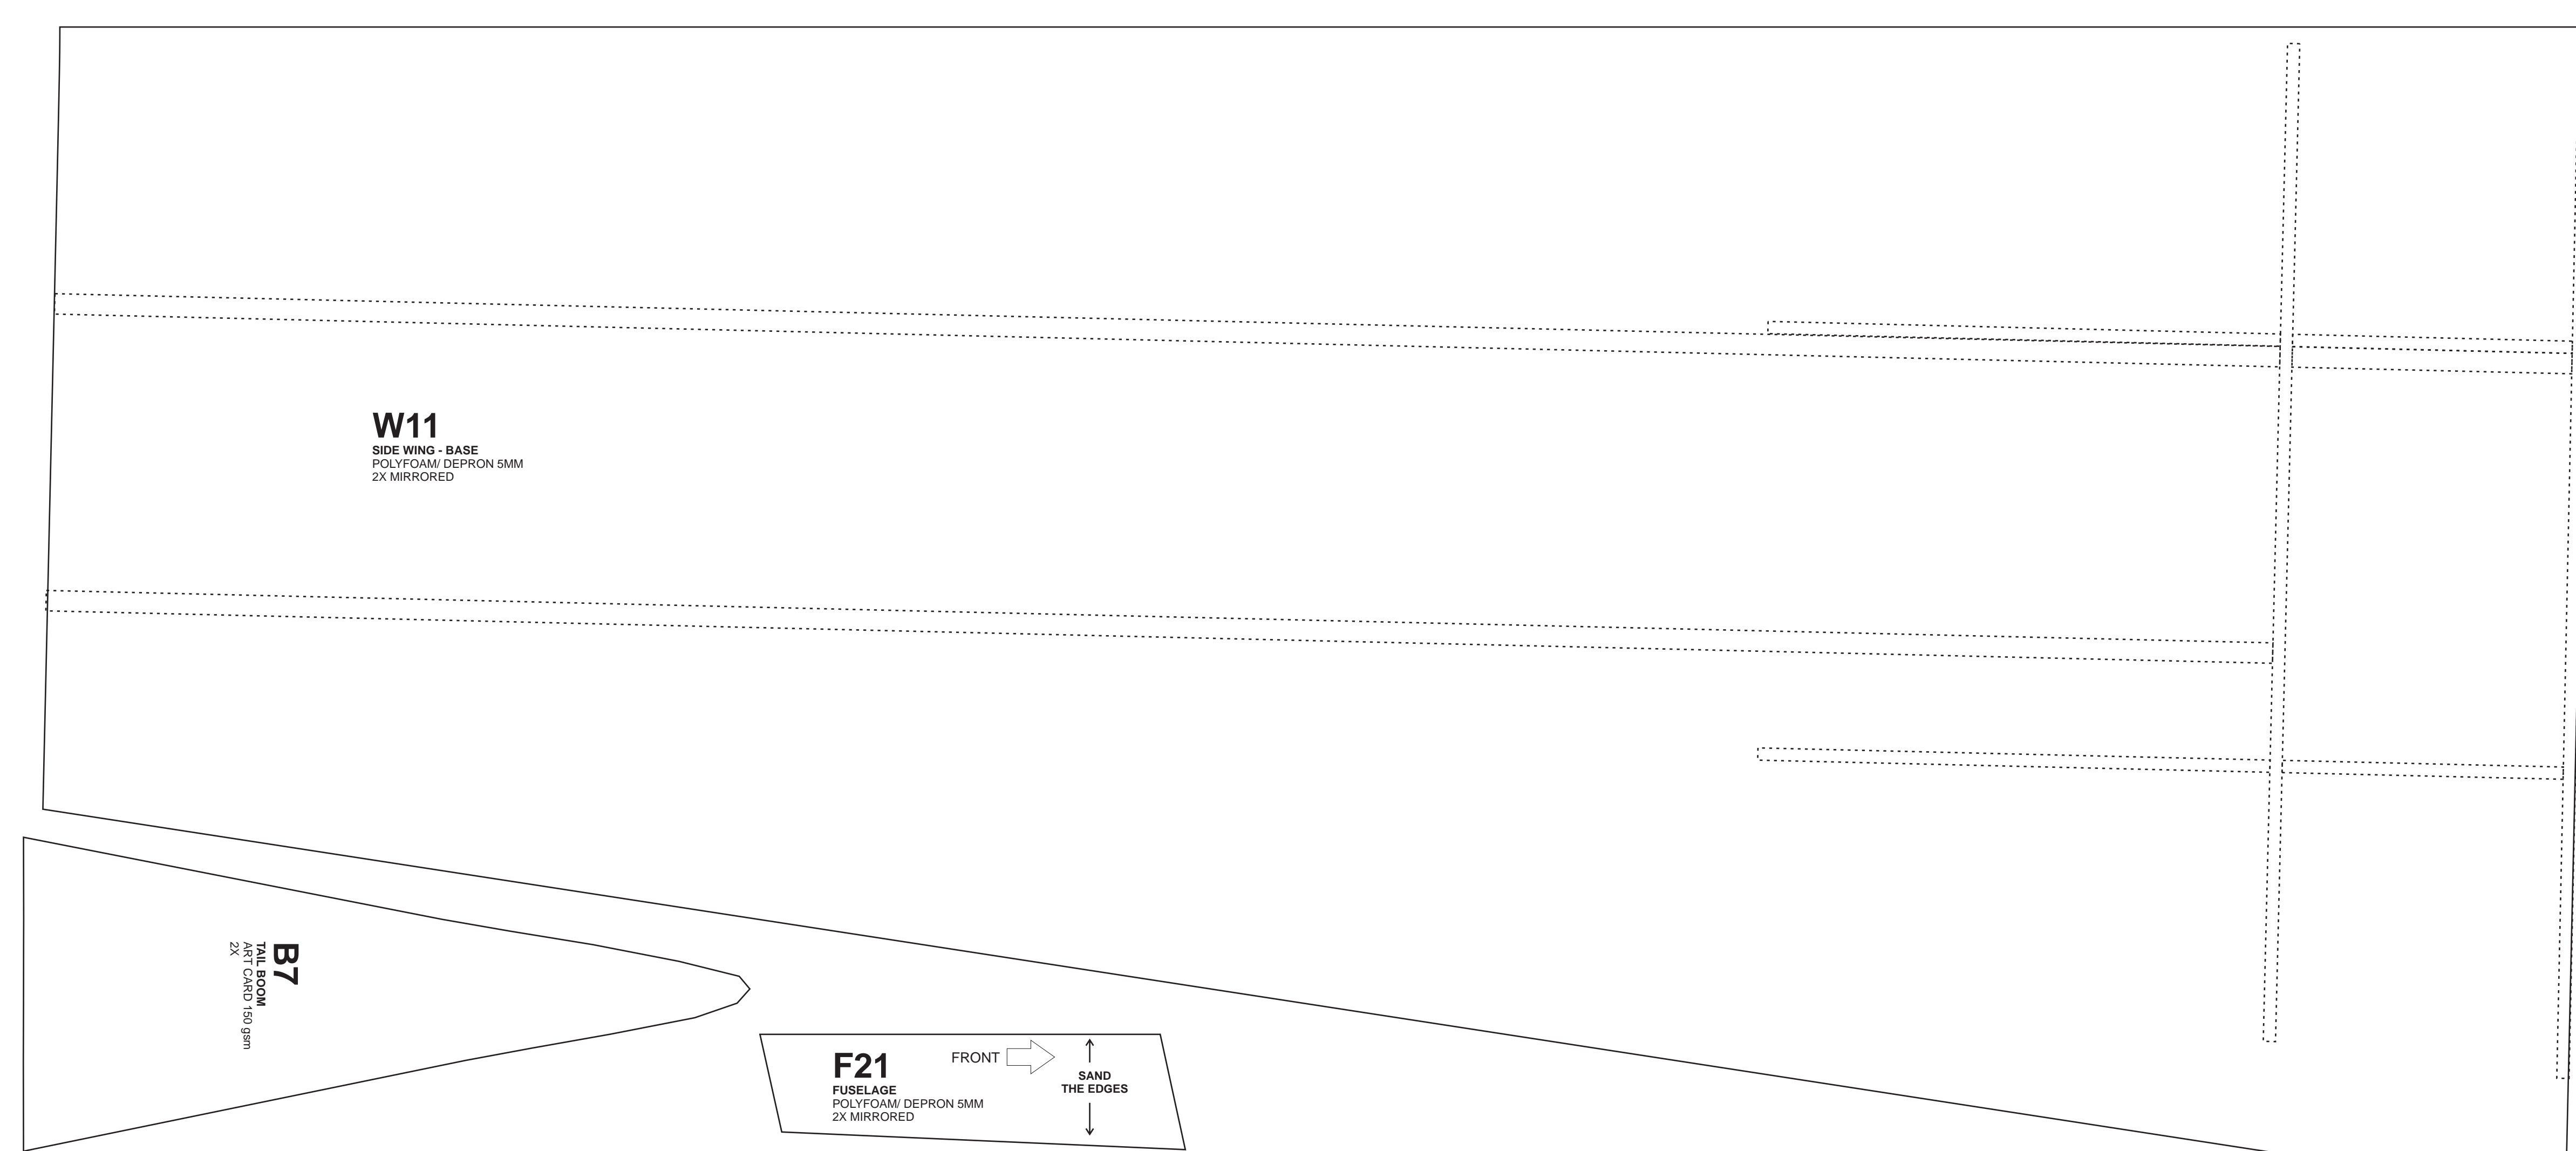 W11
SIDE WING - BASE
POLYFOAM/ DEPRON 5MM
2X MIRRORED
B7
TAIL BOOM
ART CARD 150 gsm
2X
F21
FUSELAGE
POLYFOAM/ DEPRON 5MM
2X MIRRORED
FRONT
SAND
THE EDGES